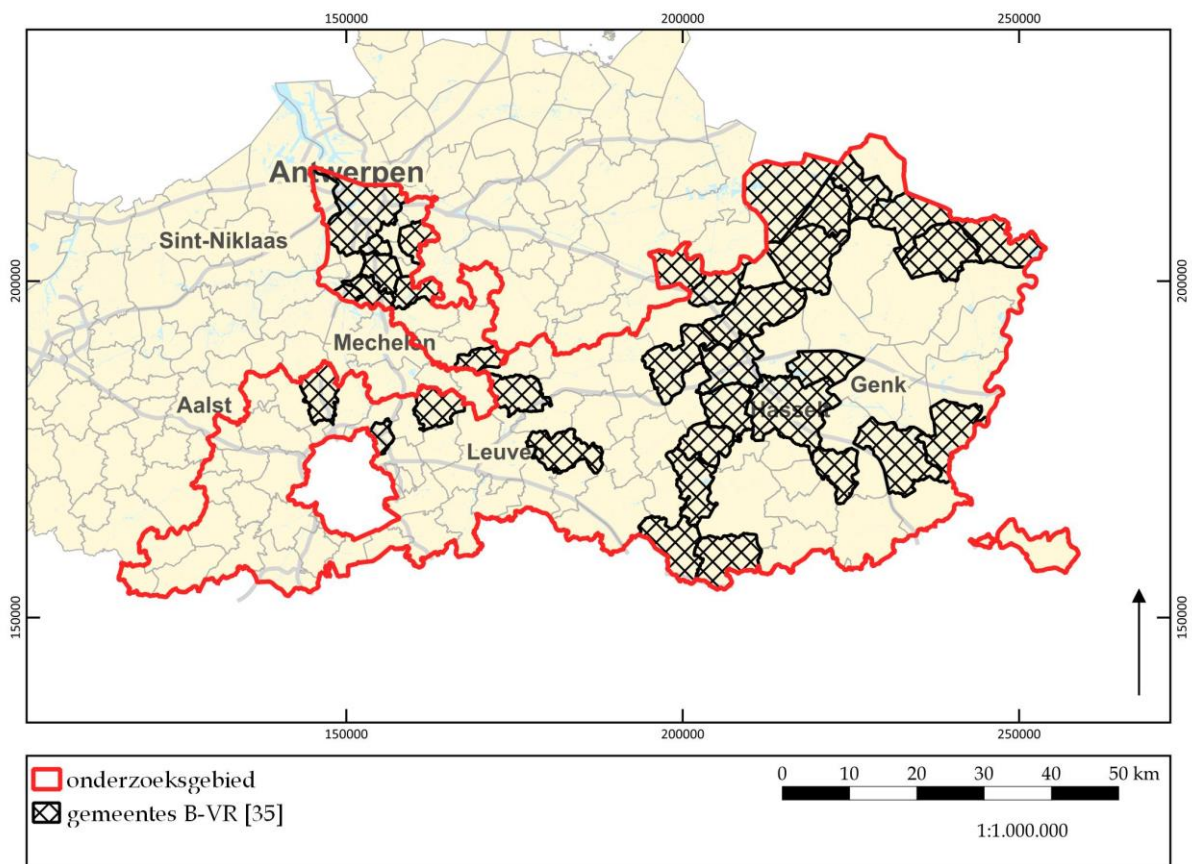 150000
200000
250000
Antwerpen
Sint-Niklaas
200000
200000
Mechelen
Genk
Aalst
Hasselt
Leuve
150000
150000
150000
200000
250000
onderzoeksgebied
gemeentes B-VR [35]
0 10 20 30 40 50 km
1:1.000.000